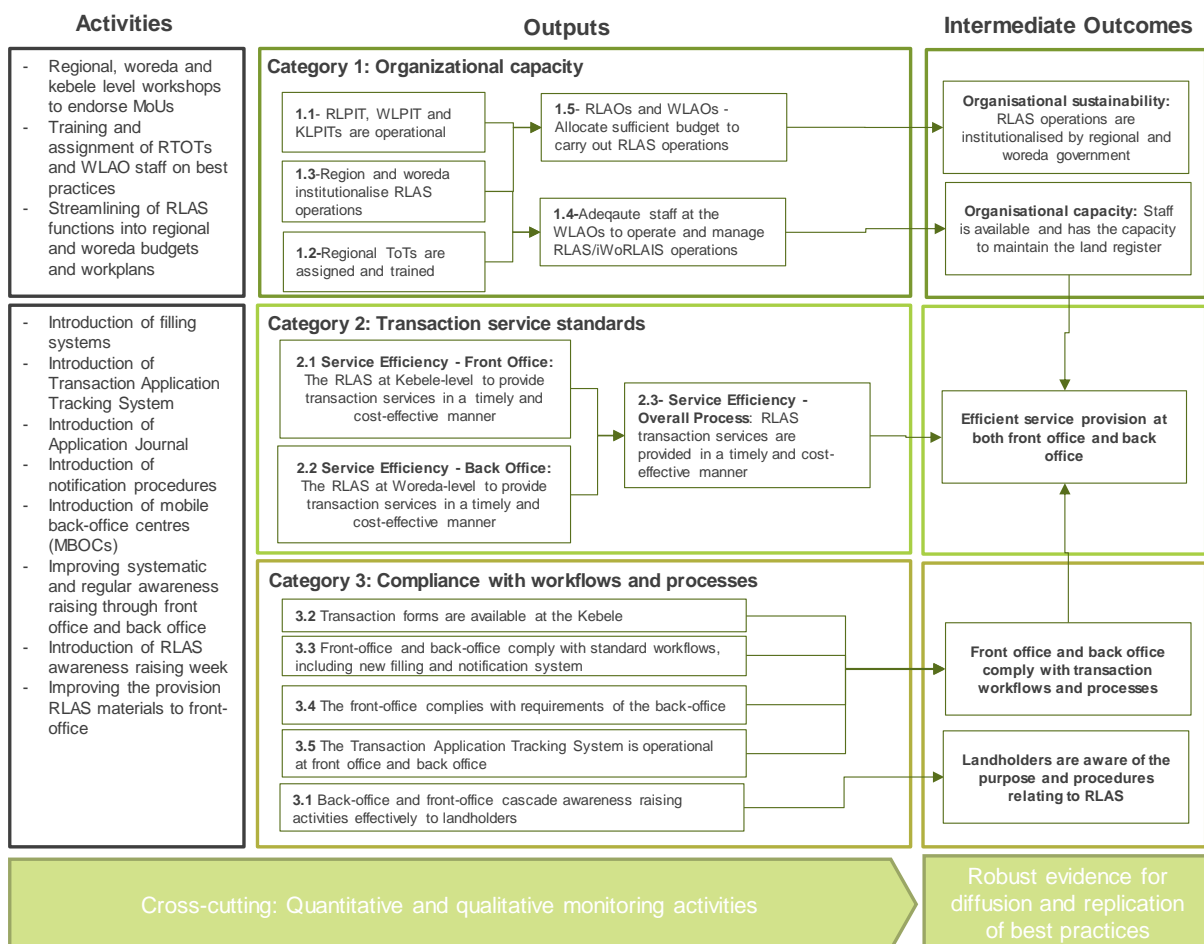 Activities
Outputs
Intermediate Outcomes
- Regional, woreda and
kebele level workshops
to endorse MoUs
- Training and
assignment of RTOTs
and WLAO staff on best
practices
- Streamlining of RLAS
functions into regional
and woreda budgets
and workplans
Category 1: Organizational capacity
1.1- RLPIT, WLPIT and
KLPITs are operational
1.3-Region and woreda
institutionalise RLAS
operations
1.2-Regional ToTs are
assigned and trained
1.5- RLAOs and WLAOs -
Allocate sufficient budget to
carry out RLAS operations
1.4-Adeqaute staff at the
WLAOs to operate and manage
RLAS/iWoRLAIS operations
Organisational sustainability:
RLAS operations are
institutionalised by regional and
woreda government
Organisational capacity: Staff
is available and has the capacity
to maintain the land register
- Introduction of filling
systems
- Introduction of
Transaction Application
Tracking System
- Introduction of
Application Journal
- Introduction of
notification procedures
- Introduction of mobile
back-office centres
(MBOCs)
- Improving systematic
and regular awareness
raising through front
office and back office
- Introduction of RLAS
awareness raising week
- Improving the provision
RLAS materials to front-
office
Category 2: Transaction service standards
2.1 Service Efficiency - Front Office:
The RLAS at Kebele-level to provide
transaction services in a timely and
cost-effective manner
2.2 Service Efficiency - Back Office:
The RLAS at Woreda-level to provide
transaction services in a timely and
cost-effective manner
2.3- Service Efficiency -
Overall Process: RLAS
transaction services are
provided in a timely and cost-
effective manner
Efficient service provision at
both front office and back
office
Category 3: Compliance with workflows and processes
3.2 Transaction forms are available at the Kebele
3.3 Front-office and back-office comply with standard workflows,
including new filling and notification system
3.4 The front-office complies with requirements of the back-office
3.5 The Transaction Application Tracking System is operational
at front office and back office
3.1 Back-office and front-office cascade awareness raising
activities effectively to landholders
Front office and back office
comply with transaction
workflows and processes
Landholders are aware of the
purpose and procedures
relating to RLAS
Cross-cutting: Quantitative and qualitative monitoring activities
Robust evidence for
diffusion and replication
of best practices